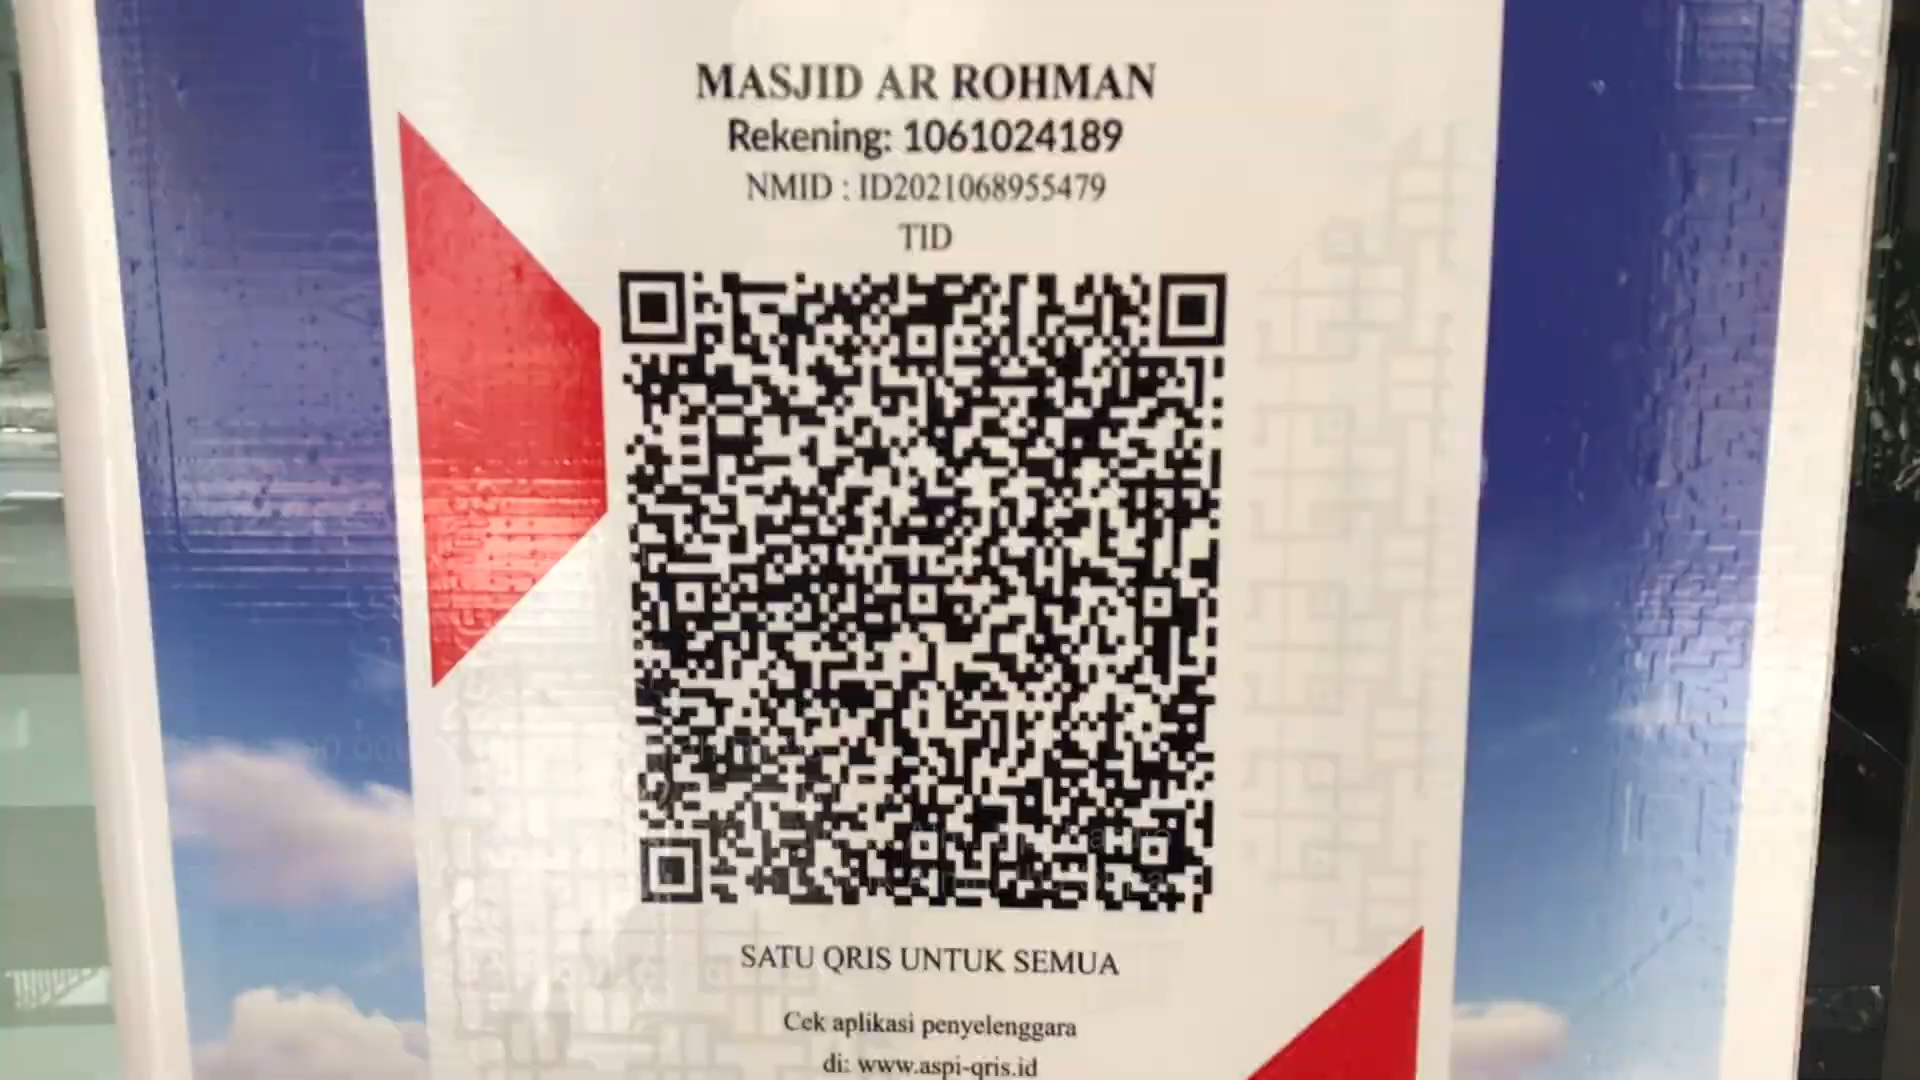 MASJID AR ROHMAN
Rekening: 1061024189
NMID : ID2021068955479
TID
SATU QRIS UNTUK SEMUA
Cek aplikasi penyelenggara
di: www.aspi-qris.id